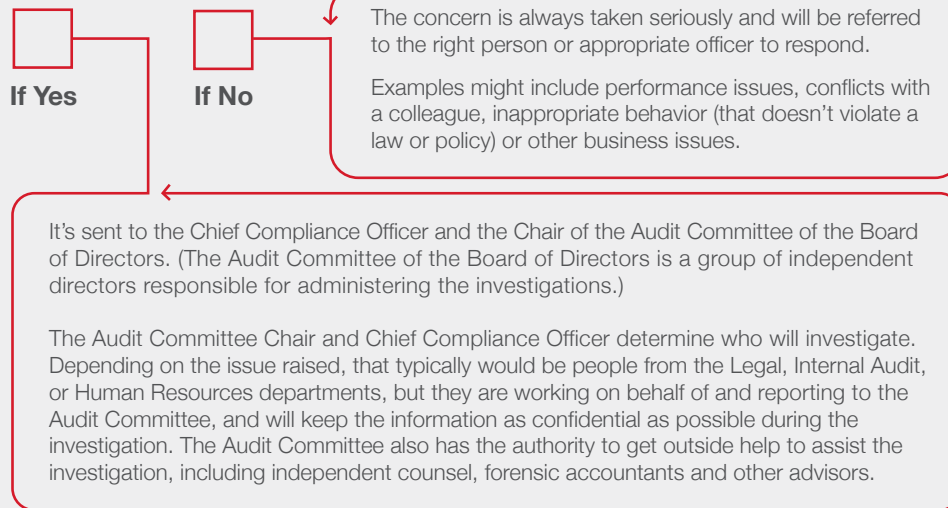 The concern is always taken seriously and will be referred
to the right person or appropriate officer to respond.
Examples might include performance issues, conflicts with
a colleague, inappropriate behavior (that doesn’t violate a
law or policy) or other business issues.
If Yes
If No
It’s sent to the Chief Compliance Officer and the Chair of the Audit Committee of the Board
of Directors. (The Audit Committee of the Board of Directors is a group of independent
directors responsible for administering the investigations.)
The Audit Committee Chair and Chief Compliance Officer determine who will investigate.
Depending on the issue raised, that typically would be people from the Legal, Internal Audit,
or Human Resources departments, but they are working on behalf of and reporting to the
Audit Committee, and will keep the information as confidential as possible during the
investigation. The Audit Committee also has the authority to get outside help to assist the
investigation, including independent counsel, forensic accountants and other advisors.